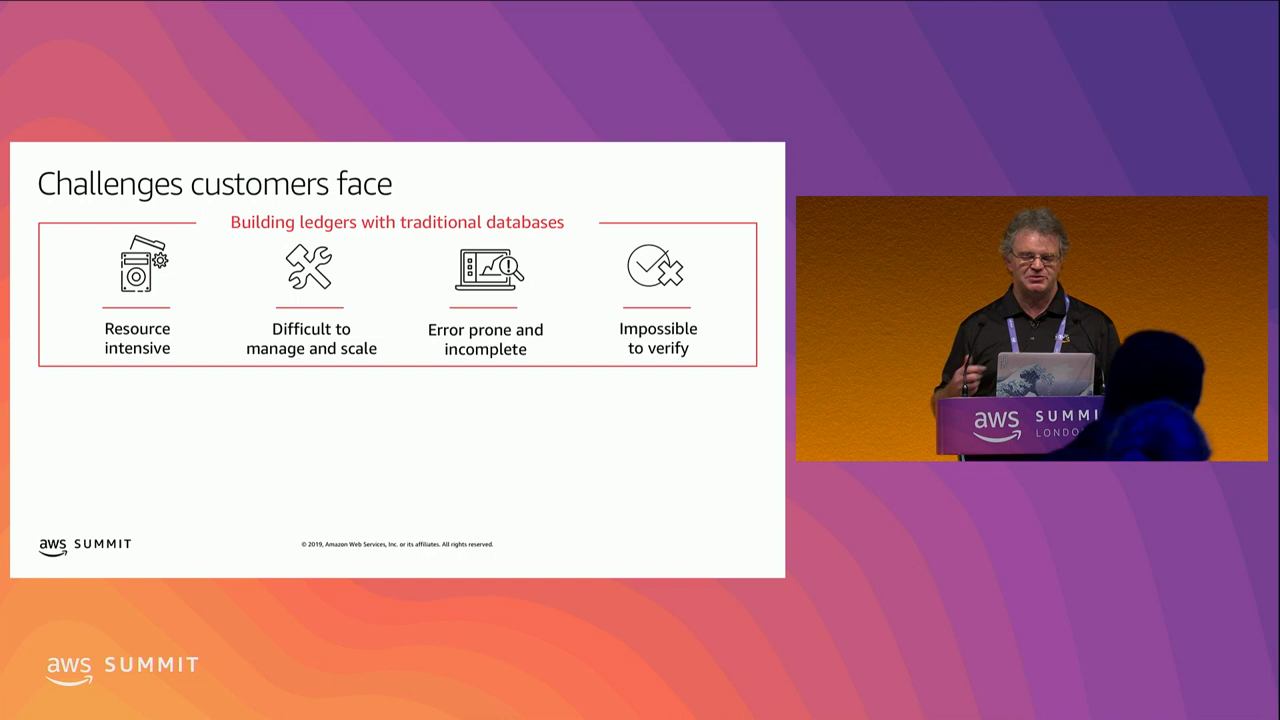 Challenges customers face
Building ledgers with traditional databases
Resource
intensive
Difficult to
manage and scale
Error prone and
incomplete
Impossible
to verify
aws SUMMIT
© 2019, Amazon Web Services, Inc. or its affiliates. All rights reserved.
aws SUMMI
LONDO
aws SUMMIT